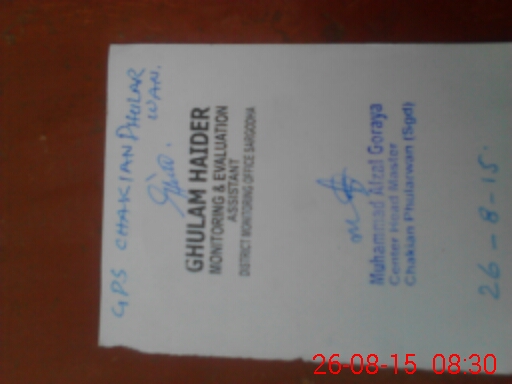 GPS CHAKIAN PHULAR
WAN.
GHULAM HAIDER
MONITORING & EVALUATION
ASSISTANT
DISTRICT MONITORING OFFICE SARGODHA
Muhammad Afzal Goraya
Center Head Master
Chakian Phularwan (Sgd)
26-8-15.
26-08-15 08:30